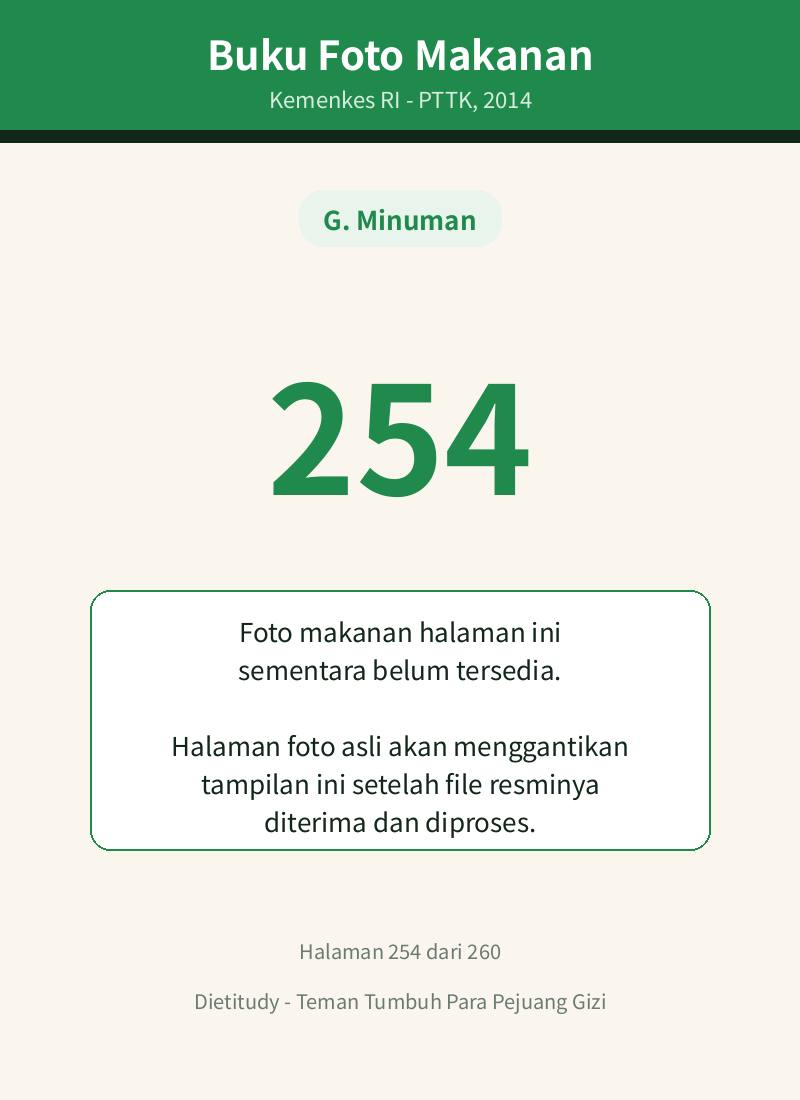 Buku Foto Makanan
Kemenkes RI - PTTK, 2014
G. Minuman
254
Foto makanan halaman ini
sementara belum tersedia.
Halaman foto asli akan menggantikan
tampilan ini setelah file resminya
diterima dan diproses.
Halaman 254 dari 260
Dietitudy - Teman Tumbuh Para Pejuang Gizi